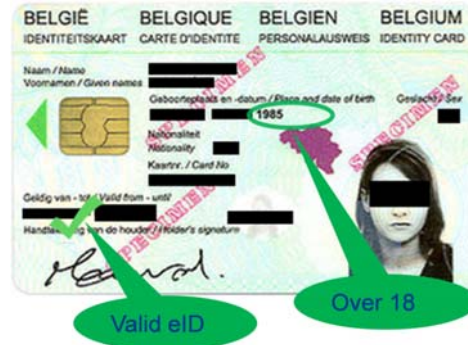 BELGIË BELGIQUE BELGIEN BELGIUM
IDENTITEITSKAART CARTE D'IDENTITE PERSONALAUSWEIS IDENTITY CARD
Naam / Name
Voornamen / Given names
Geboorteplaats en -datum / Place and date of birth Geslacht / Sex
1985
Nationaliteit
Nationality
Kaartnr. / Card No
Geldig van - tot / Valid from - until
van de houder / Holder's signature
SPECIMEN
SPECIMEN
SPECIMEN
Valid eID
Over 18